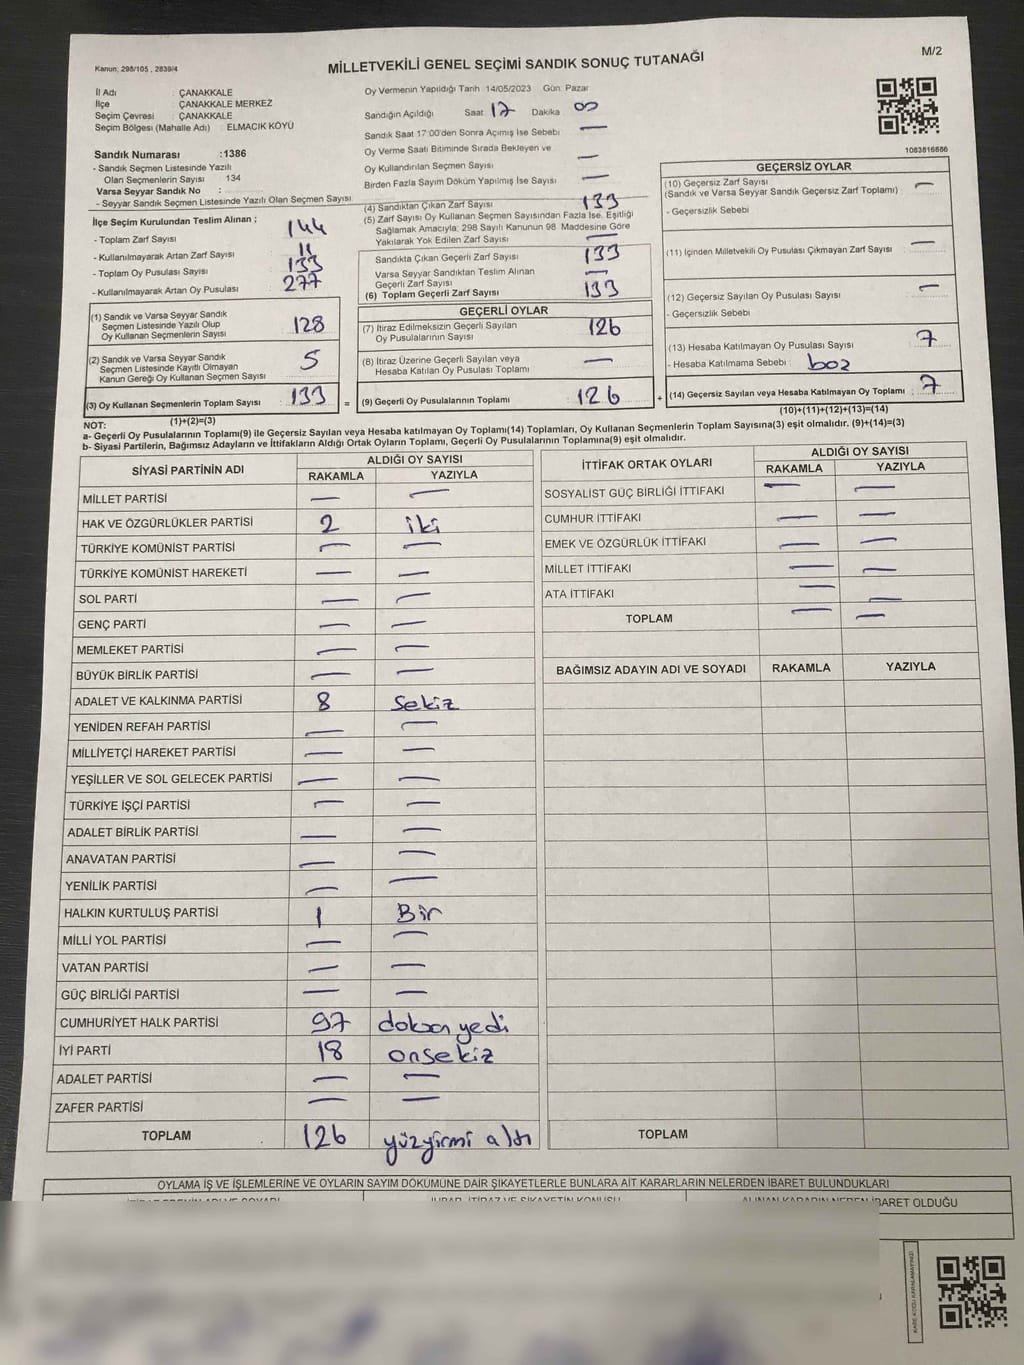 M/2
Kanun: 298/105 , 2839/4
MİLLETVEKİLİ GENEL SEÇİMİ SANDIK SONUÇ TUTANAĞI
İl Adı : ÇANAKKALE
İlçe : ÇANAKKALE MERKEZ
Seçim Çevresi : ÇANAKKALE
Seçim Bölgesi (Mahalle Adı) : ELMACIK KÖYÜ
Sandık Numarası :1386
- Sandık Seçmen Listesinde Yazılı
Olan Seçmenlerin Sayısı : 134
Varsa Seyyar Sandık No :
- Seyyar Sandık Seçmen Listesinde Yazılı Olan Seçmen Sayısı
İlçe Seçim Kurulundan Teslim Alınan ;
- Toplam Zarf Sayısı 144
- Kullanılmayarak Artan Zarf Sayısı 11
- Toplam Oy Pusulası Sayısı 133
- Kullanılmayarak Artan Oy Pusulası 277
(1) Sandık ve Varsa Seyyar Sandık
Seçmen Listesinde Yazılı Olup
Oy Kullanan Seçmenlerin Sayısı 128
(2) Sandık ve Varsa Seyyar Sandık
Seçmen Listesinde Kayıtlı Olmayan
Kanun Gereği Oy Kullanan Seçmen Sayısı 5
(3) Oy Kullanan Seçmenlerin Toplam Sayısı 133
(1)+(2)=(3)
Oy Vermenin Yapıldığı Tarih 14/05/2023 Gün: Pazar
Sandığın Açıldığı Saat 17 Dakika 00
Sandık Saat 17:00'den Sonra Açımış İse Sebebi —
Oy Verme Saati Bitiminde Sırada Bekleyen ve
Oy Kullandırılan Seçmen Sayısı —
Birden Fazla Sayım Döküm Yapılmış İse Sayısı —
(4) Sandıktan Çıkan Zarf Sayısı 133
(5) Zarf Sayısı Oy Kullanan Seçmen Sayısından Fazla İse, Eşitliği
Sağlamak Amacıyla; 298 Sayılı Kanunun 98. Maddesine Göre
Yakılarak Yok Edilen Zarf Sayısı —
Sandıkta Çıkan Geçerli Zarf Sayısı 133
Varsa Seyyar Sandıktan Teslim Alınan
Geçerli Zarf Sayısı —
(6) Toplam Geçerli Zarf Sayısı 133
GEÇERLİ OYLAR
(7) İtiraz Edilmeksizin Geçerli Sayılan
Oy Pusulalarının Sayısı 126
(8) İtiraz Üzerine Geçerli Sayılan veya
Hesaba Katılan Oy Pusulası Toplamı —
= (9) Geçerli Oy Pusulalarının Toplamı 126 +
1083816886
GEÇERSİZ OYLAR
(10) Geçersiz Zarf Sayısı —
(Sandık ve Varsa Seyyar Sandık Geçersiz Zarf Toplamı)
- Geçersizlik Sebebi
(11) İçinden Milletvekili Oy Pusulası Çıkmayan Zarf Sayısı —
(12) Geçersiz Sayılan Oy Pusulası Sayısı —
- Geçersizlik Sebebi :
(13) Hesaba Katılmayan Oy Pusulası Sayısı 7
- Hesaba Katılmama Sebebi : boz
(14) Geçersiz Sayılan veya Hesaba Katılmayan Oy Toplamı 7
(10)+(11)+(12)+(13)=(14)
NOT:
a- Geçerli Oy Pusulalarının Toplamı(9) ile Geçersiz Sayılan veya Hesaba katılmayan Oy Toplamı(14) Toplamları, Oy Kullanan Seçmenlerin Toplam Sayısına(3) eşit olmalıdır. (9)+(14)=(3)
b- Siyasi Partilerin, Bağımsız Adayların ve İttifakların Aldığı Ortak Oyların Toplamı, Geçerli Oy Pusulalarının Toplamına(9) eşit olmalıdır.
SİYASİ PARTİNİN ADI ALDIĞI OY SAYISI
RAKAMLA YAZIYLA
MİLLET PARTİSİ — —
HAK VE ÖZGÜRLÜKLER PARTİSİ 2 iki
TÜRKİYE KOMÜNİST PARTİSİ — —
TÜRKİYE KOMÜNİST HAREKETİ — —
SOL PARTİ — —
GENÇ PARTİ — —
MEMLEKET PARTİSİ — —
BÜYÜK BİRLİK PARTİSİ — —
ADALET VE KALKINMA PARTİSİ 8 sekiz
YENİDEN REFAH PARTİSİ — —
MİLLİYETÇİ HAREKET PARTİSİ — —
YEŞİLLER VE SOL GELECEK PARTİSİ — —
TÜRKİYE İŞÇİ PARTİSİ — —
ADALET BİRLİK PARTİSİ — —
ANAVATAN PARTİSİ — —
YENİLİK PARTİSİ — —
HALKIN KURTULUŞ PARTİSİ 1 Bir
MİLLİ YOL PARTİSİ — —
VATAN PARTİSİ — —
GÜÇ BİRLİĞİ PARTİSİ — —
CUMHURİYET HALK PARTİSİ 97 doksan yedi
İYİ PARTİ 18 onsekiz
ADALET PARTİSİ — —
ZAFER PARTİSİ — —
TOPLAM 126 yüzyirmi altı
İTTİFAK ORTAK OYLARI ALDIĞI OY SAYISI
RAKAMLA YAZIYLA
SOSYALİST GÜÇ BİRLİĞİ İTTİFAKI — —
CUMHUR İTTİFAKI — —
EMEK VE ÖZGÜRLÜK İTTİFAKI — —
MİLLET İTTİFAKI — —
ATA İTTİFAKI — —
TOPLAM — —
BAĞIMSIZ ADAYIN ADI VE SOYADI RAKAMLA YAZIYLA
TOPLAM
OYLAMA İŞ VE İŞLEMLERİNE VE OYLARIN SAYIM DÖKÜMÜNE DAİR ŞİKAYETLERLE BUNLARA AİT KARARLARIN NELERDEN İBARET BULUNDUKLARI
İTİRAZ EDENİN ADI VE SOYADI İHBAR, İTİRAZ VE ŞİKAYETİN KONUSU ALINAN KARARIN NEDEN İBARET OLDUĞU